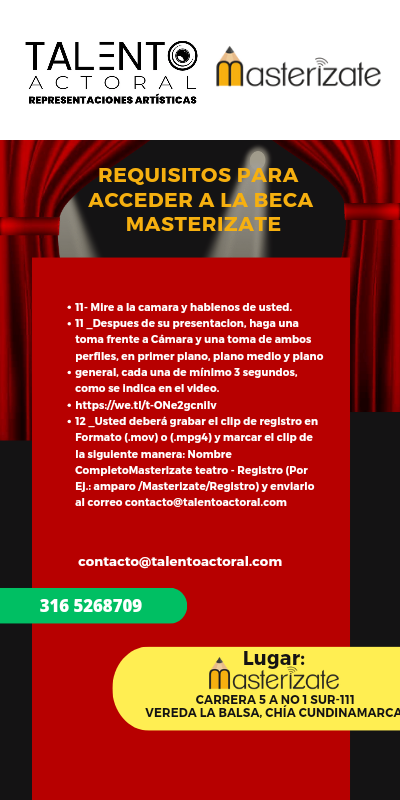 TALENTO
ACTORAL
REPRESENTACIONES ARTÍSTICAS
masterizate
REQUISITOS PARA
ACCEDER A LA BECA
MASTERIZATE
• 11- Mire a la camara y hablenos de usted.
• 11 _Despues de su presentacion, haga una
toma frente a Cámara y una toma de ambos
perfiles, en primer plano, plano medio y plano
• general, cada una de mínimo 3 segundos,
como se indica en el video.
• https://we.tl/t-ONe2gcniIv
• 12 _Usted deberá grabar el clip de registro en
Formato (.mov) o (.mpg4) y marcar el clip de
la siguiente manera: Nombre
CompletoMasterizate teatro - Registro (Por
Ej.: amparo /Masterizate/Registro) y enviarlo
al correo contacto@talentoactoral.com
contacto@talentoactoral.com
316 5268709
Lugar:
masterizate
CARRERA 5 A NO 1 SUR-111
VEREDA LA BALSA, CHÍA CUNDINAMARCA